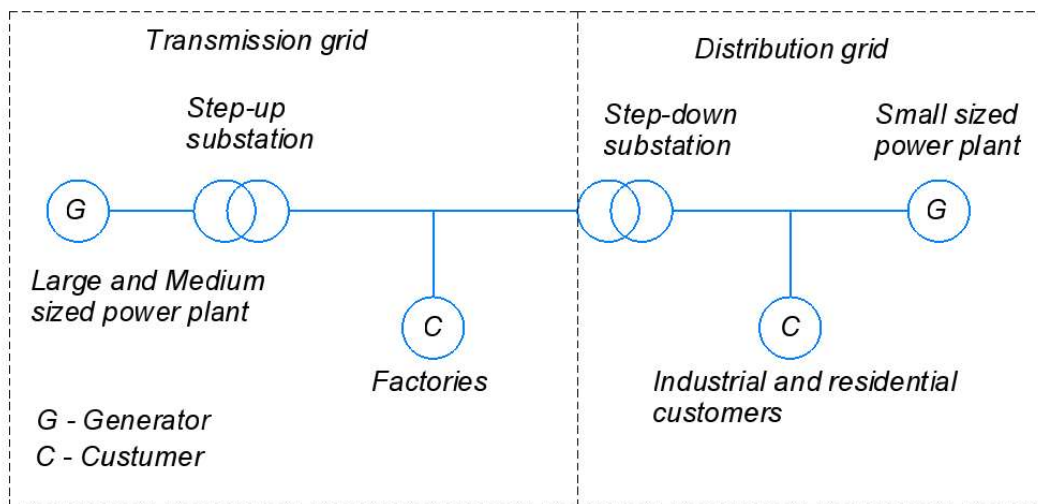 Transmission grid
Distribution grid
Step-up
substation
Step-down
substation
Small sized
power plant
G
G
Large and Medium
sized power plant
C
C
Factories
Industrial and residential
customers
G - Generator
C - Custumer